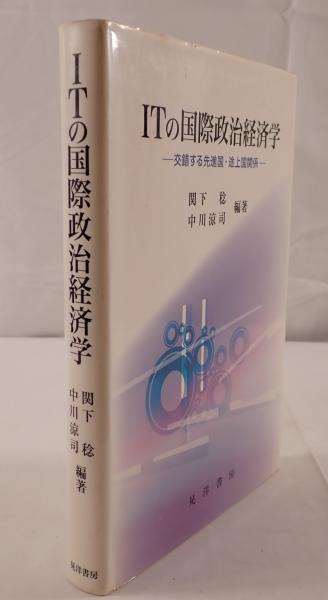 ITの国際政治経済学
関下 稔
中川涼司
編著
晃洋書房
ITの国際政治経済学
―交錯する先進国・途上国関係―
関下 稔
中川涼司
編著
晃洋書房